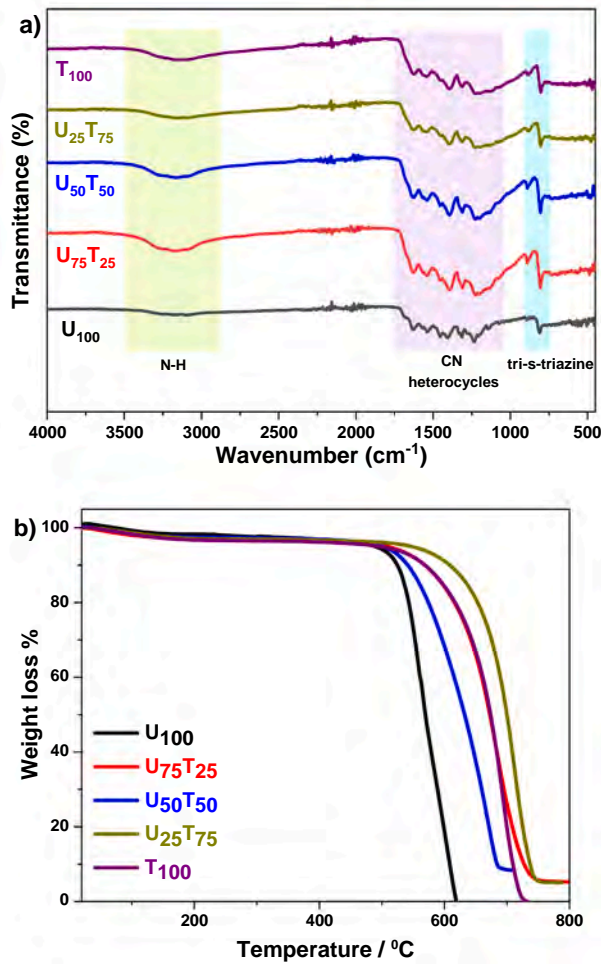 a)
T100
U25T75
U50T50
U75T25
U100
N-H
CN
heterocycles
tri-s-triazine
Transmittance (%)
4000 3500 3000 2500 2000 1500 1000 500
Wavenumber (cm-1)
b)
100
80
60
40
20
0
Weight loss %
U100
U75T25
U50T50
U25T75
T100
200 400 600 800
Temperature / ⁰C